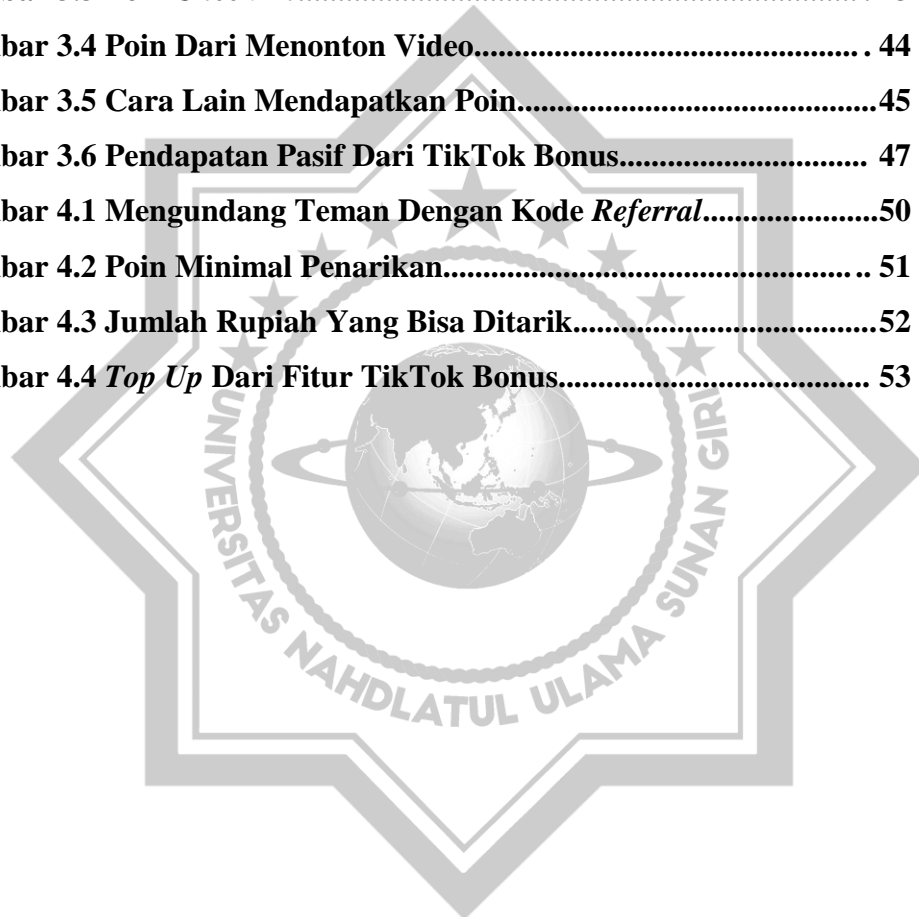 bar 3.4 Poin Dari Menonton Video.................................................... . 44
bar 3.5 Cara Lain Mendapatkan Poin................................................45
bar 3.6 Pendapatan Pasif Dari TikTok Bonus................................. 47
bar 4.1 Mengundang Teman Dengan Kode Referral.......................50
bar 4.2 Poin Minimal Penarikan....................................................... .. 51
bar 4.3 Jumlah Rupiah Yang Bisa Ditarik........................................52
bar 4.4 Top Up Dari Fitur TikTok Bonus......................................... 53
UNIVERSITAS NAHDLATUL ULAMA SUNAN GIRI